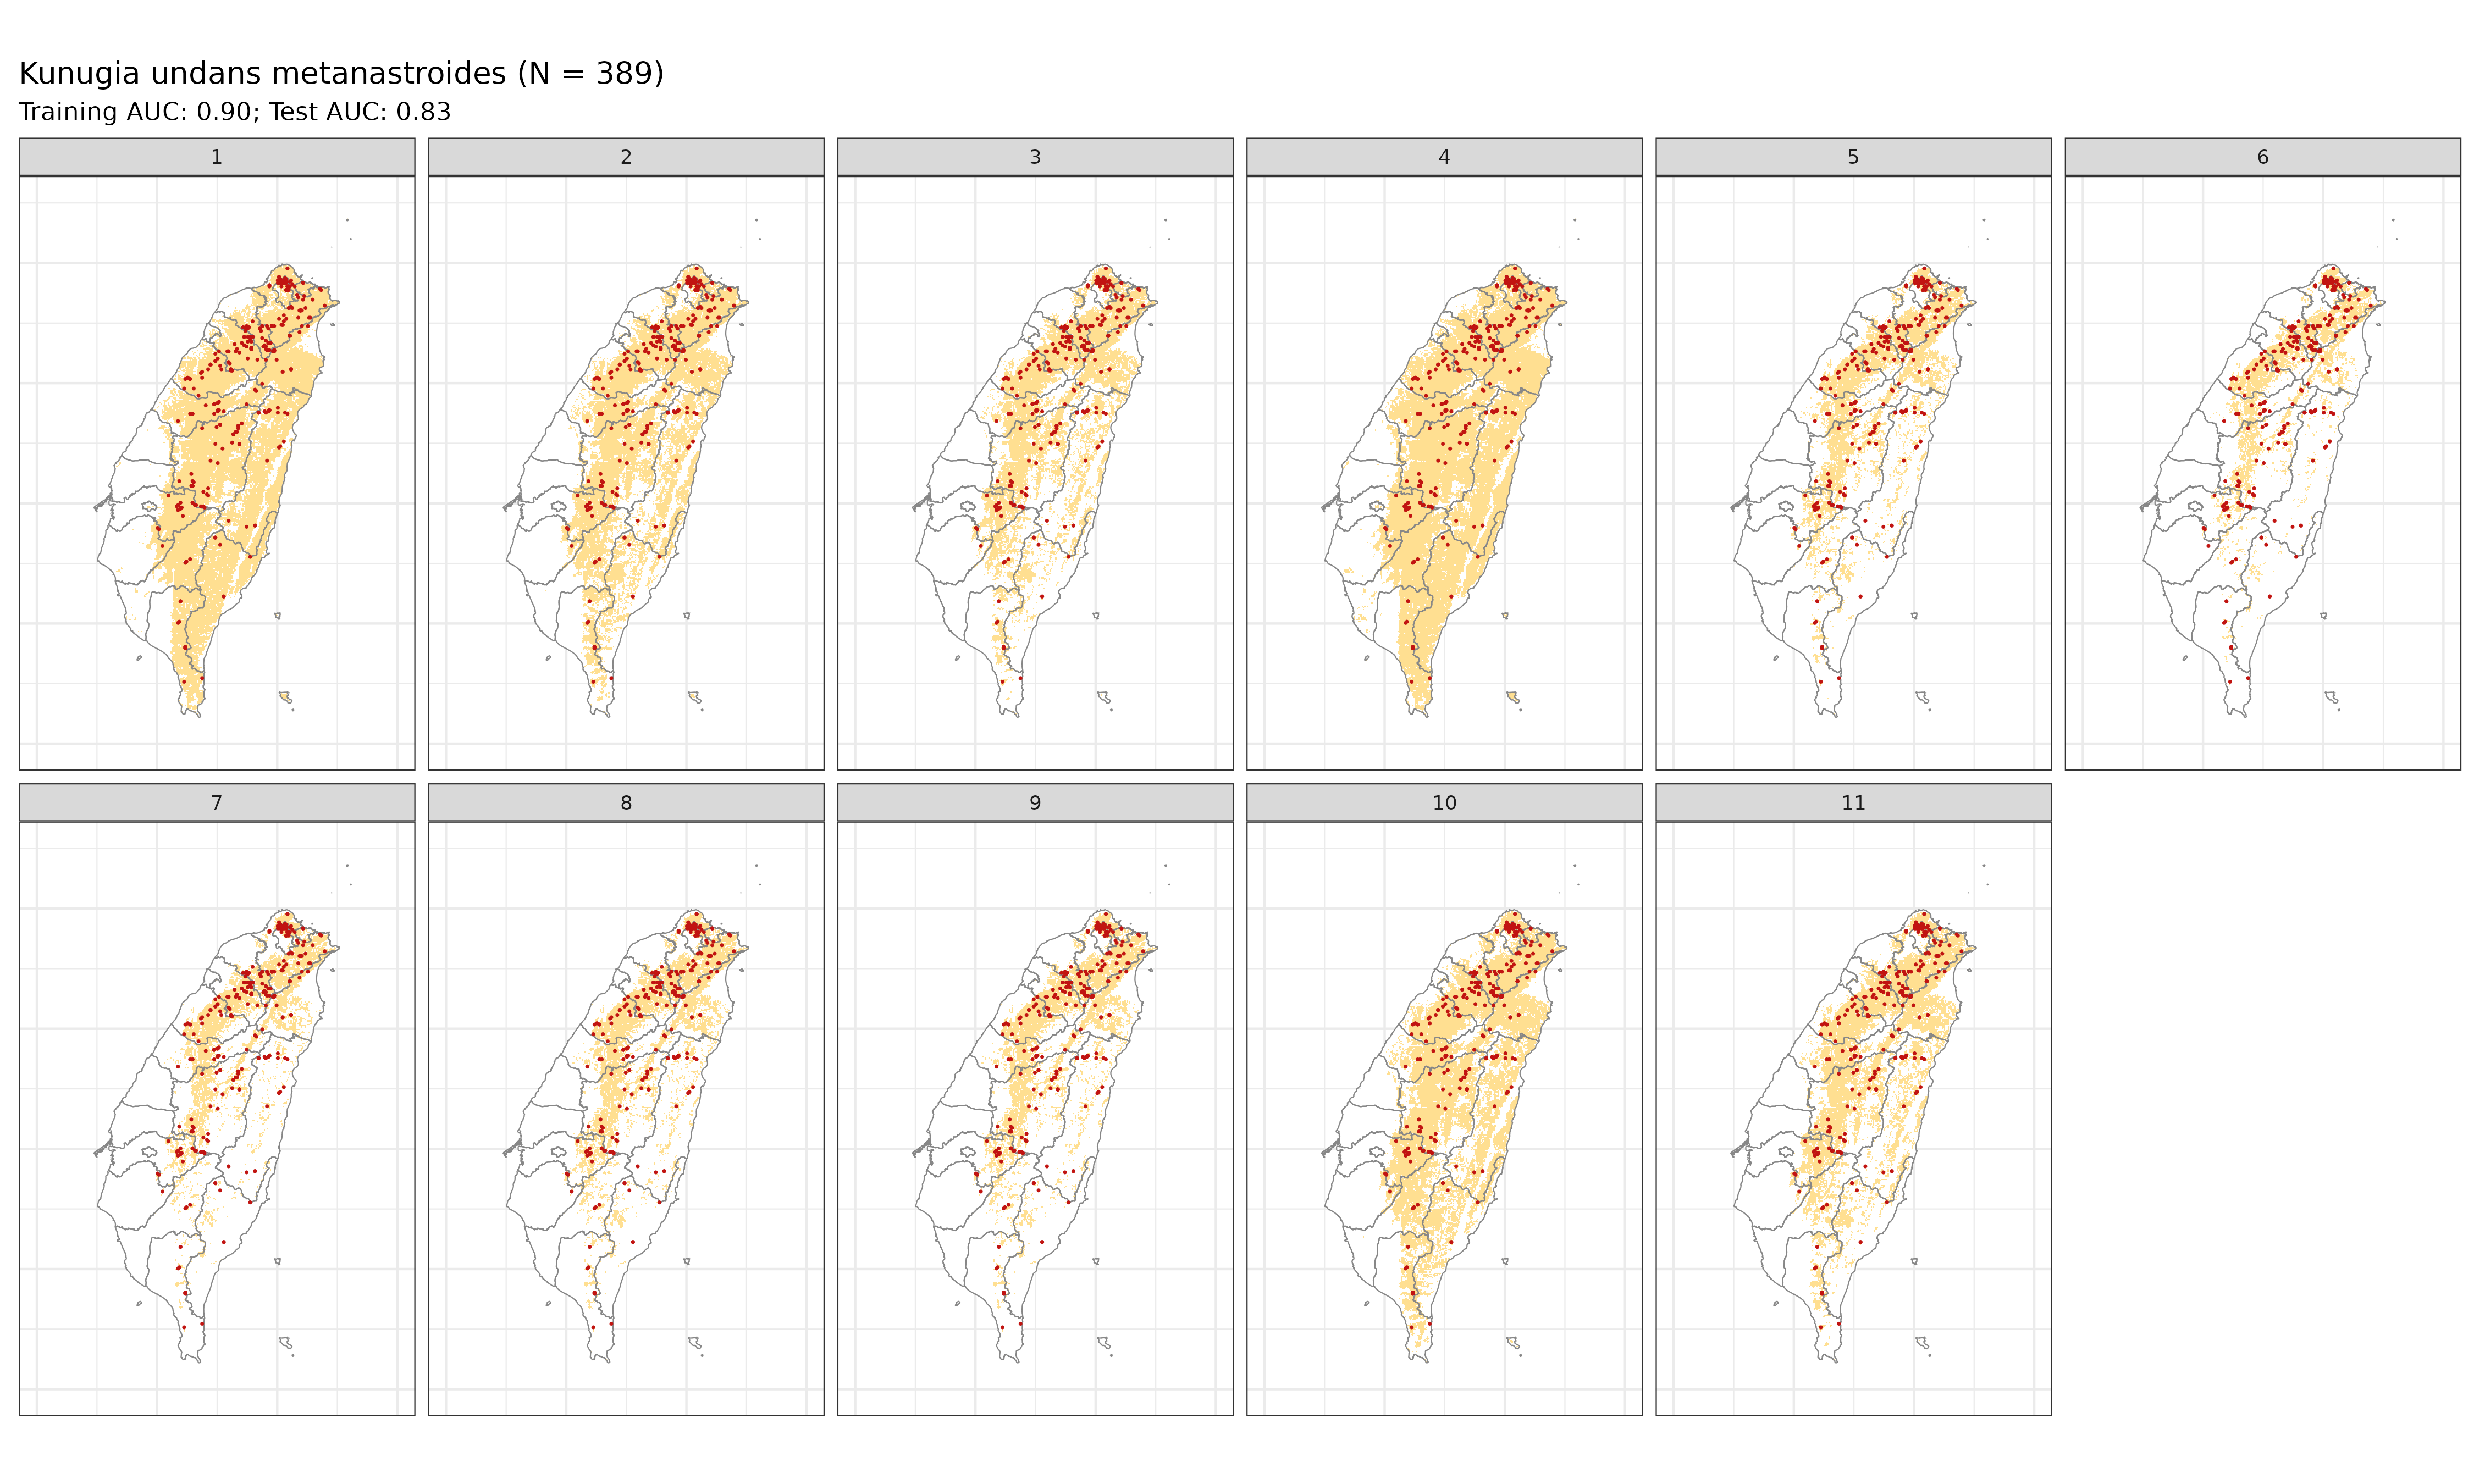 Kunugia undans metanastroides (N = 389)
Training AUC: 0.90; Test AUC: 0.83
1 2 3 4 5 6
7 8 9 10 11